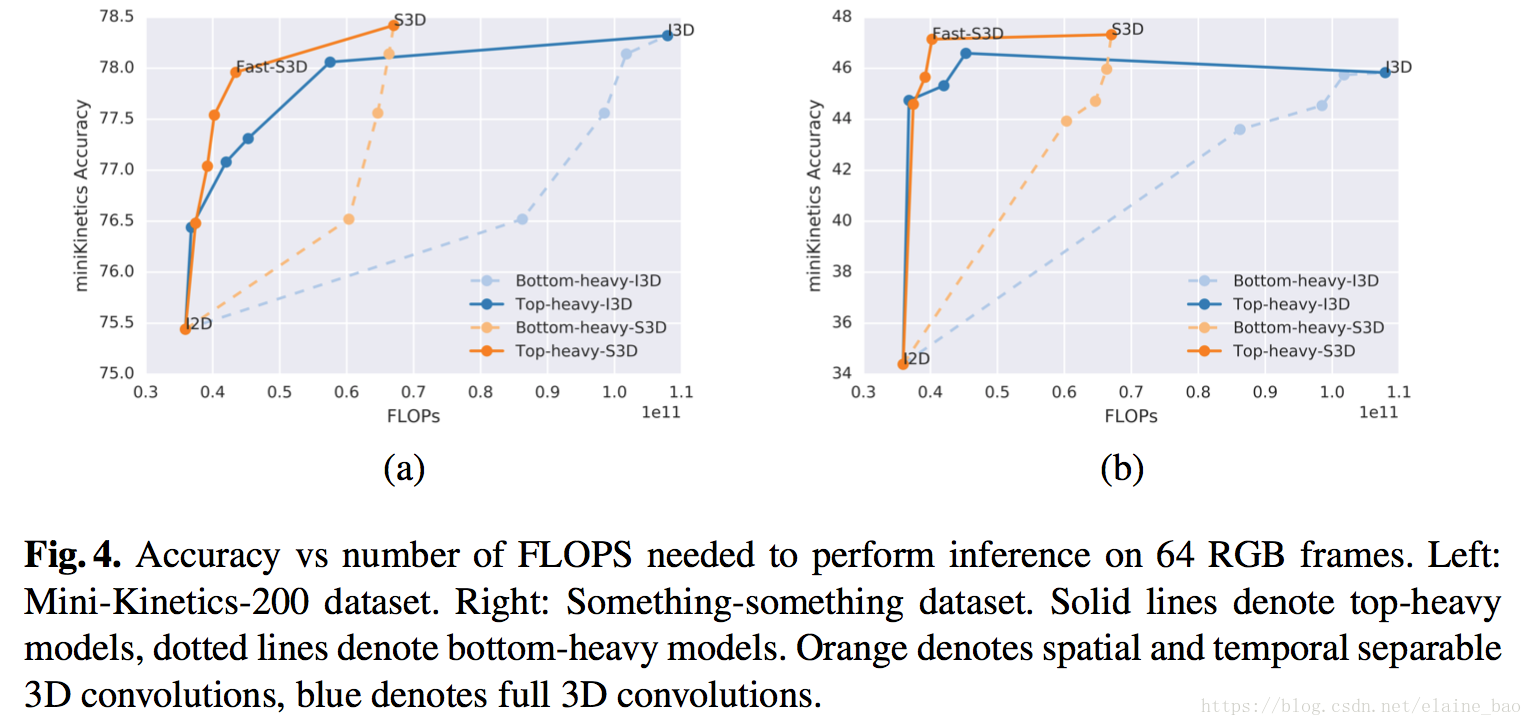 78.5
78.0
77.5
77.0
76.5
76.0
75.5
75.0
miniKinetics Accuracy
S3D
I3D
Fast-S3D
I2D
Bottom-heavy-I3D
Top-heavy-I3D
Bottom-heavy-S3D
Top-heavy-S3D
0.3 0.4 0.5 0.6 0.7 0.8 0.9 1.0 1.1
FLOPs
1e11
(a)
48
46
44
42
40
38
36
34
miniKinetics Accuracy
Fast-S3D
S3D
I3D
I2D
Bottom-heavy-I3D
Top-heavy-I3D
Bottom-heavy-S3D
Top-heavy-S3D
0.3 0.4 0.5 0.6 0.7 0.8 0.9 1.0 1.1
FLOPs
1e11
(b)
Fig. 4. Accuracy vs number of FLOPS needed to perform inference on 64 RGB frames. Left:
Mini-Kinetics-200 dataset. Right: Something-something dataset. Solid lines denote top-heavy
models, dotted lines denote bottom-heavy models. Orange denotes spatial and temporal separable
3D convolutions, blue denotes full 3D convolutions.
https://blog.csdn.net/elaine_bao